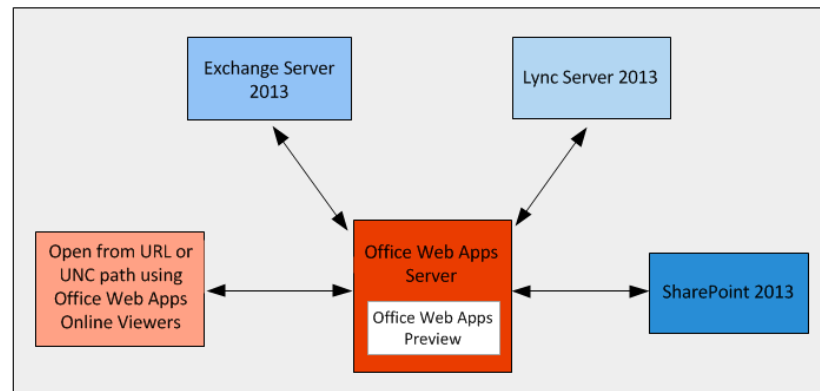 Exchange Server
2013
Lync Server 2013
Open from URL or
UNC path using
Office Web Apps
Online Viewers
Office Web Apps
Server
Office Web Apps
Preview
SharePoint 2013